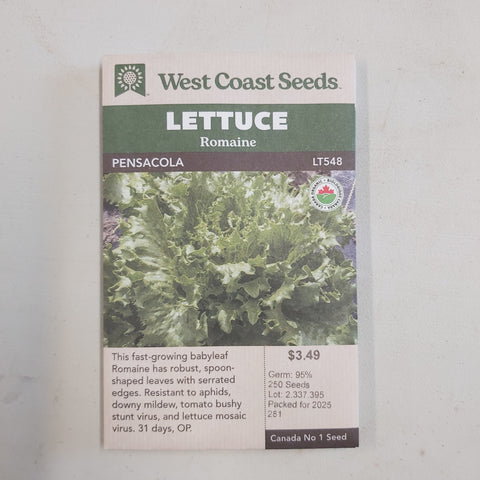 West Coast Seeds™
LETTUCE
Romaine
PENSACOLA LT548
This fast-growing babyleaf
Romaine has robust, spoon-
shaped leaves with serrated
edges. Resistant to aphids,
downy mildew, tomato bushy
stunt virus, and lettuce mosaic
virus. 31 days, OP.
$3.49
Germ: 95%
250 Seeds
Lot: 2.337.395
Packed for 2025
281
Canada No 1 Seed